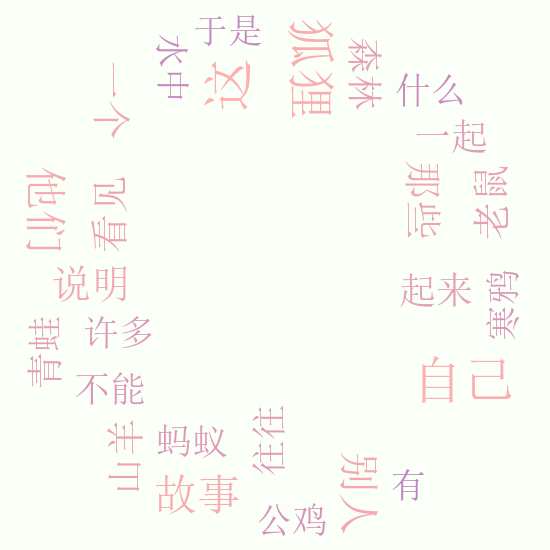 于是
狐狸
森林
水中
这
什么
一个
一起
那些
老鼠
他们
看见
说明
起来
寒鸦
青蛙
许多
不能
自己
山羊
蚂蚁
往往
故事
别人
有
公鸡